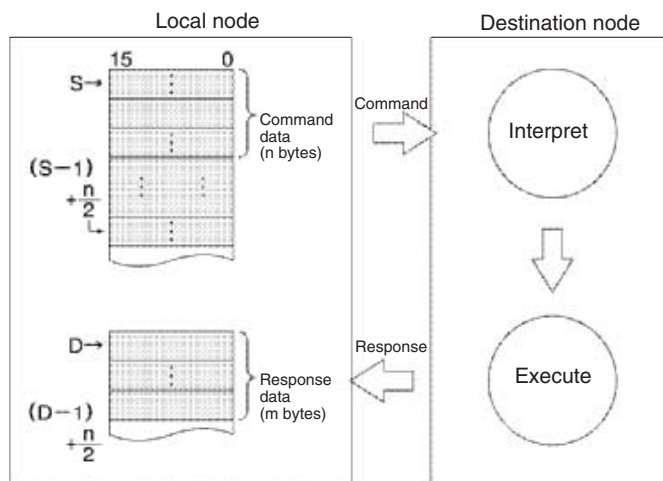 Local node
Destination node
15 0
S→
Command data (n bytes)
Command
Interpret
(S−1)
+n/2
D→
Response data (m bytes)
Response
Execute
(D−1)
+n/2